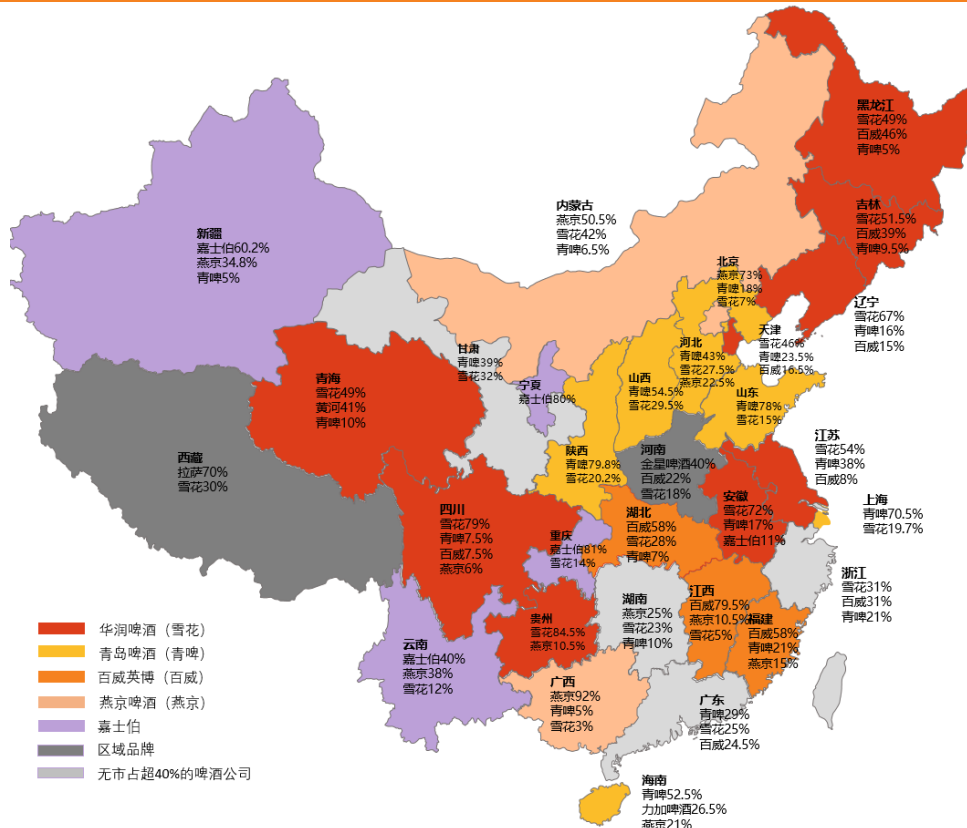 黑龙江
雪花49%
百威46%
青啤5%
吉林
雪花51.5%
百威39%
青啤9.5%
内蒙古
燕京50.5%
雪花42%
青啤6.5%
新疆
嘉士伯60.2%
燕京34.8%
青啤5%
北京
燕京73%
青啤18%
雪花7%
辽宁
雪花67%
青啤16%
百威15%
天津
雪花46%
青啤23.5%
百威16.5%
河北
青啤43%
雪花27.5%
燕京22.5%
甘肃
青啤39%
雪花32%
宁夏
嘉士伯80%
青海
雪花49%
黄河41%
青啤10%
山西
青啤54.5%
雪花29.5%
山东
青啤78%
雪花15%
陕西
青啤79.8%
雪花20.2%
河南
金星啤酒40%
百威22%
雪花18%
江苏
雪花54%
青啤38%
百威8%
西藏
拉萨70%
雪花30%
上海
青啤70.5%
雪花19.7%
安徽
雪花72%
青啤17%
嘉士伯11%
四川
雪花79%
青啤7.5%
百威7.5%
燕京6%
湖北
百威58%
雪花28%
青啤7%
重庆
嘉士伯81%
雪花14%
浙江
雪花31%
百威31%
青啤21%
湖南
燕京25%
雪花23%
青啤10%
江西
百威79.5%
燕京10.5%
雪花5%
福建
百威58%
青啤21%
燕京15%
贵州
雪花84.5%
燕京10.5%
云南
嘉士伯40%
燕京38%
雪花12%
广西
燕京92%
青啤5%
雪花3%
广东
青啤29%
雪花25%
百威24.5%
海南
青啤52.5%
力加啤酒26.5%
燕京21%
华润啤酒（雪花）
青岛啤酒（青啤）
百威英博（百威）
燕京啤酒（燕京）
嘉士伯
区域品牌
无市占超40%的啤酒公司